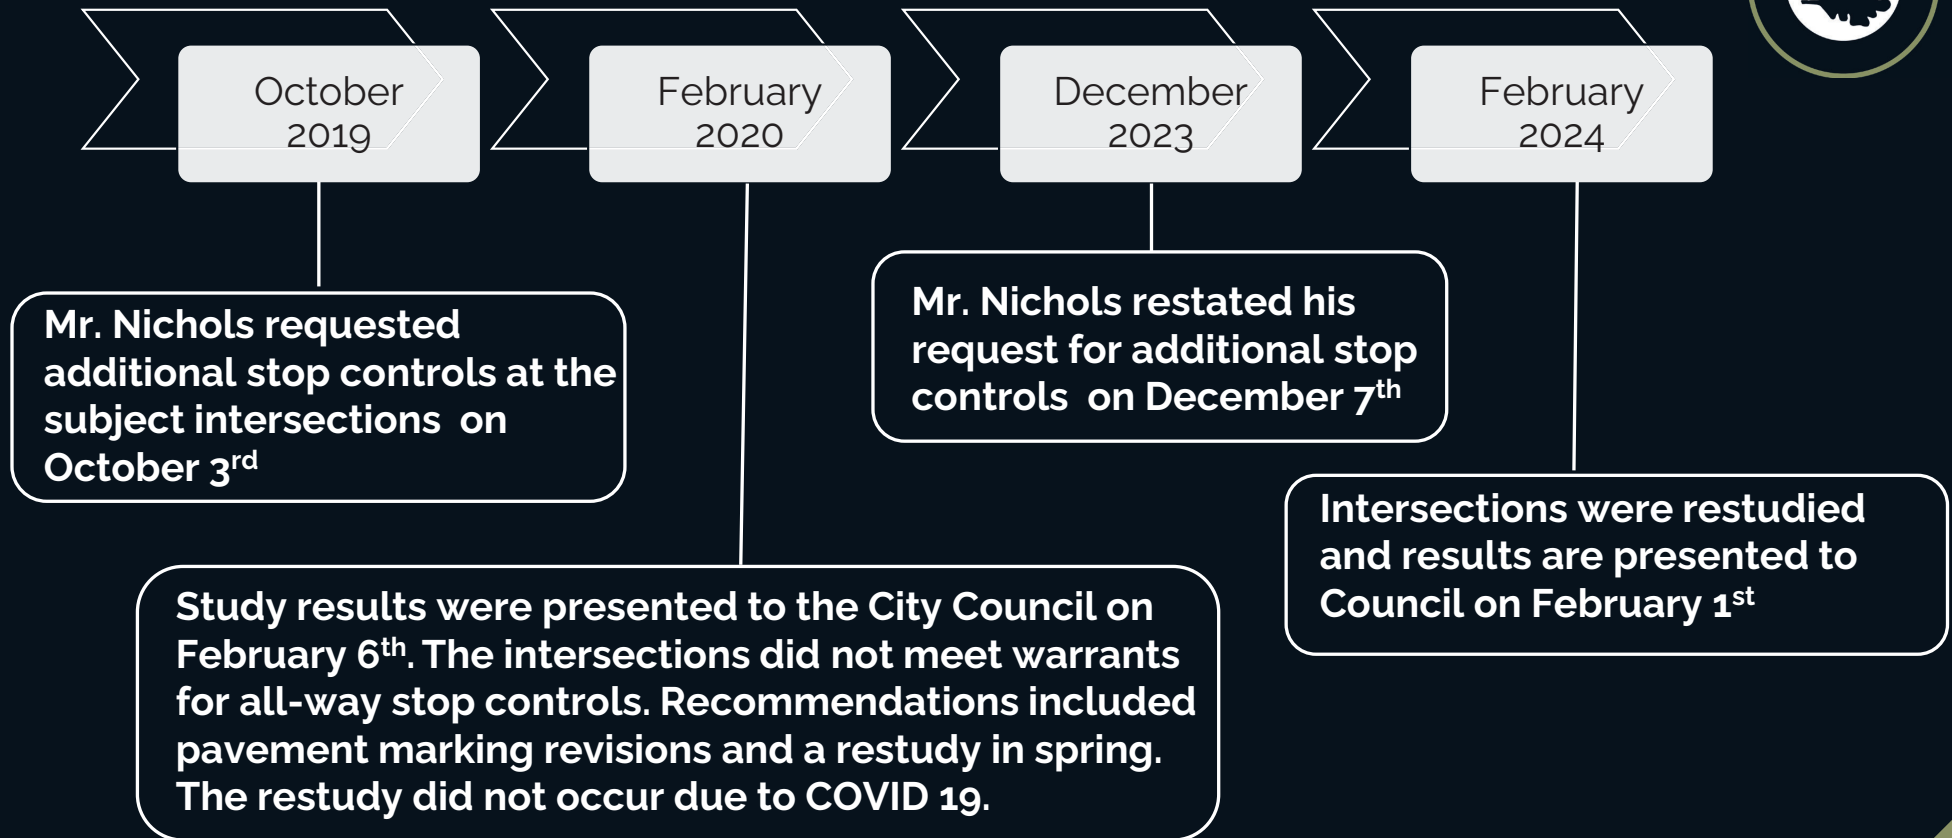 October
2019
February
2020
December
2023
February
2024
Mr. Nichols requested
additional stop controls at the
subject intersections  on
October 3rd
Study results were presented to the City Council on
February 6th. The intersections did not meet warrants
for all-way stop controls. Recommendations included
pavement marking revisions and a restudy in spring.
The restudy did not occur due to COVID 19.
Mr. Nichols restated his
request for additional stop
controls  on December 7th
Intersections were restudied
and results are presented to
Council on February 1st